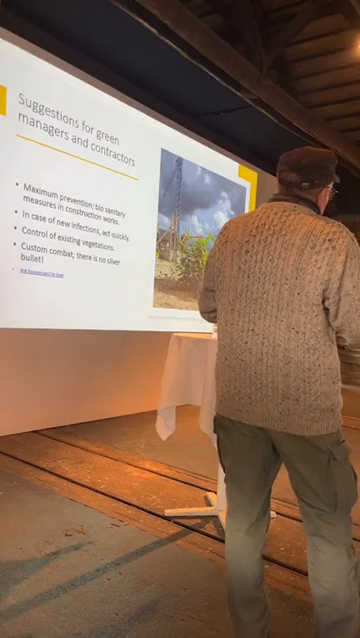 Suggestions for green
managers and contractors
• Maximum prevention; bio sanitary
measures in construction works.
• In case of new infections, act quickly.
• Control of existing vegetations.
• Custom combat; there is no silver
bullet!